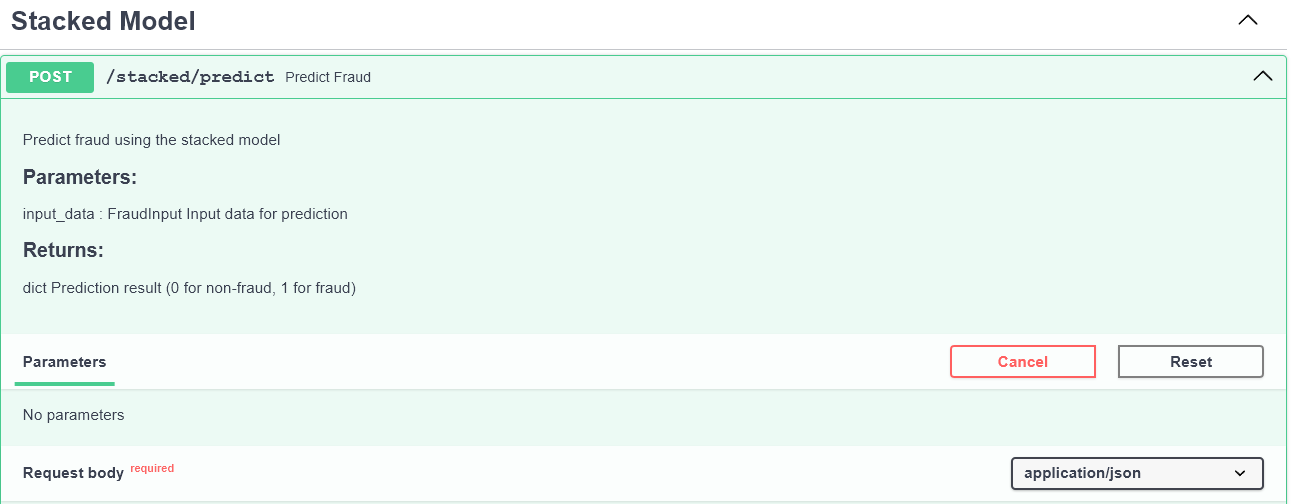 Stacked Model
POST /stacked/predict Predict Fraud
Predict fraud using the stacked model
Parameters:
input_data : FraudInput Input data for prediction
Returns:
dict Prediction result (0 for non-fraud, 1 for fraud)
Parameters Cancel Reset
No parameters
Request body required application/json